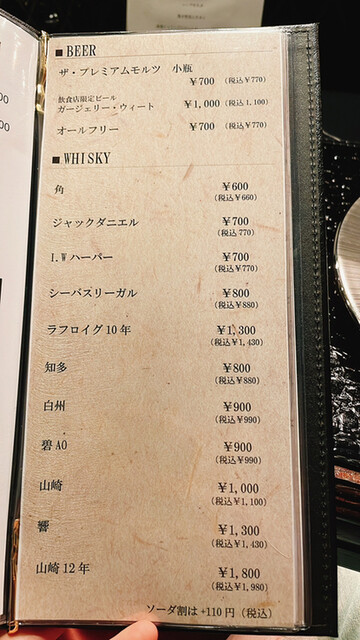 ■BEER
ザ・プレミアムモルツ 小瓶
¥700 (税込¥770)
飲食店限定ビール
ガージェリー・ウィート ¥1,000 (税込1,100)
オールフリー ¥700 (税込¥770)
■WHISKY
角 ¥600
(税込¥660)
ジャックダニエル ¥700
(税込770)
I.Wハーパー ¥700
(税込¥770)
シーバスリーガル ¥800
(税込¥880)
ラフロイグ10年 ¥1,300
(税込¥1,430)
知多 ¥800
(税込¥880)
白州 ¥900
(税込¥990)
碧AO ¥900
(税込¥990)
山崎 ¥1,000
(税込¥1,100)
響 ¥1,300
(税込¥1,430)
山崎12年 ¥1,800
(税込¥1,980)
ソーダ割は+110円(税込)